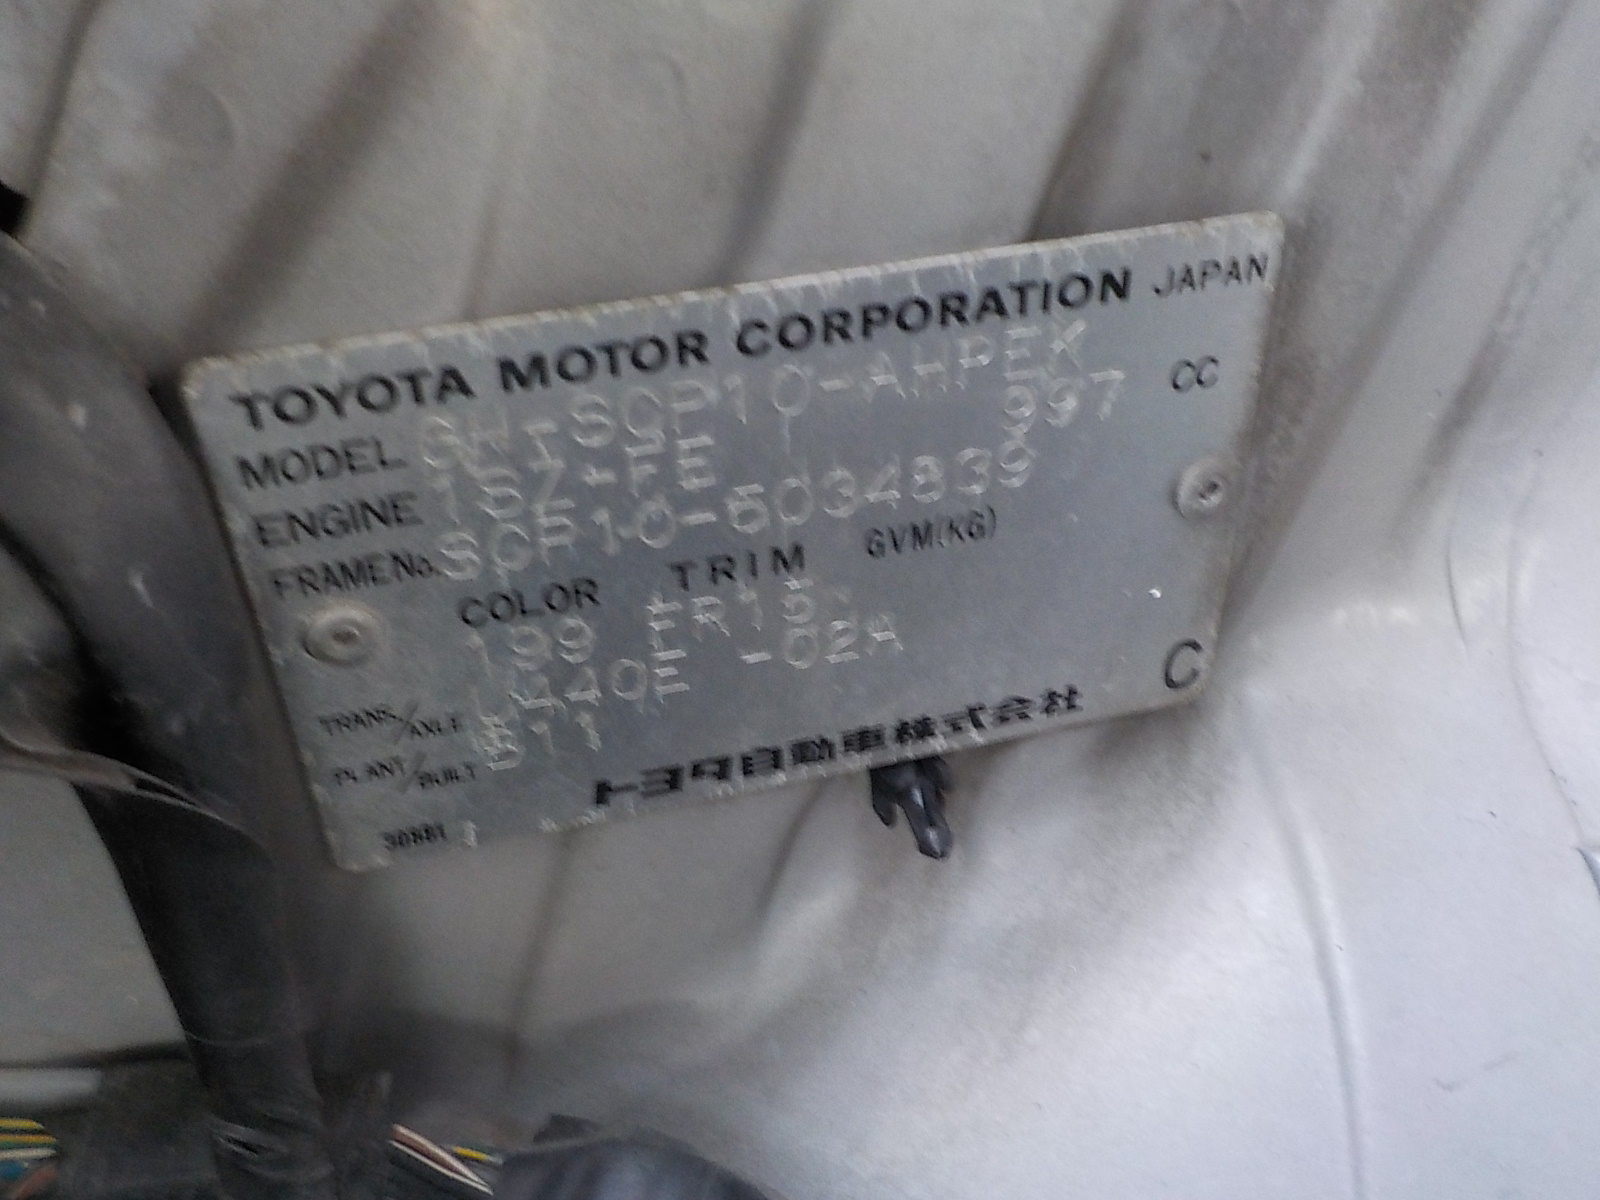 TOYOTA MOTOR CORPORATION JAPAN
MODEL GH-SCP10-AHPEK
ENGINE 1SZ-FE 997 CC
FRAME No. SCP10-5034839
COLOR TRIM GVM(KG)
199 FR15
TRANS/AXLE U440E -02A
PLANT/BUILT S11
トヨタ自動車株式会社 C